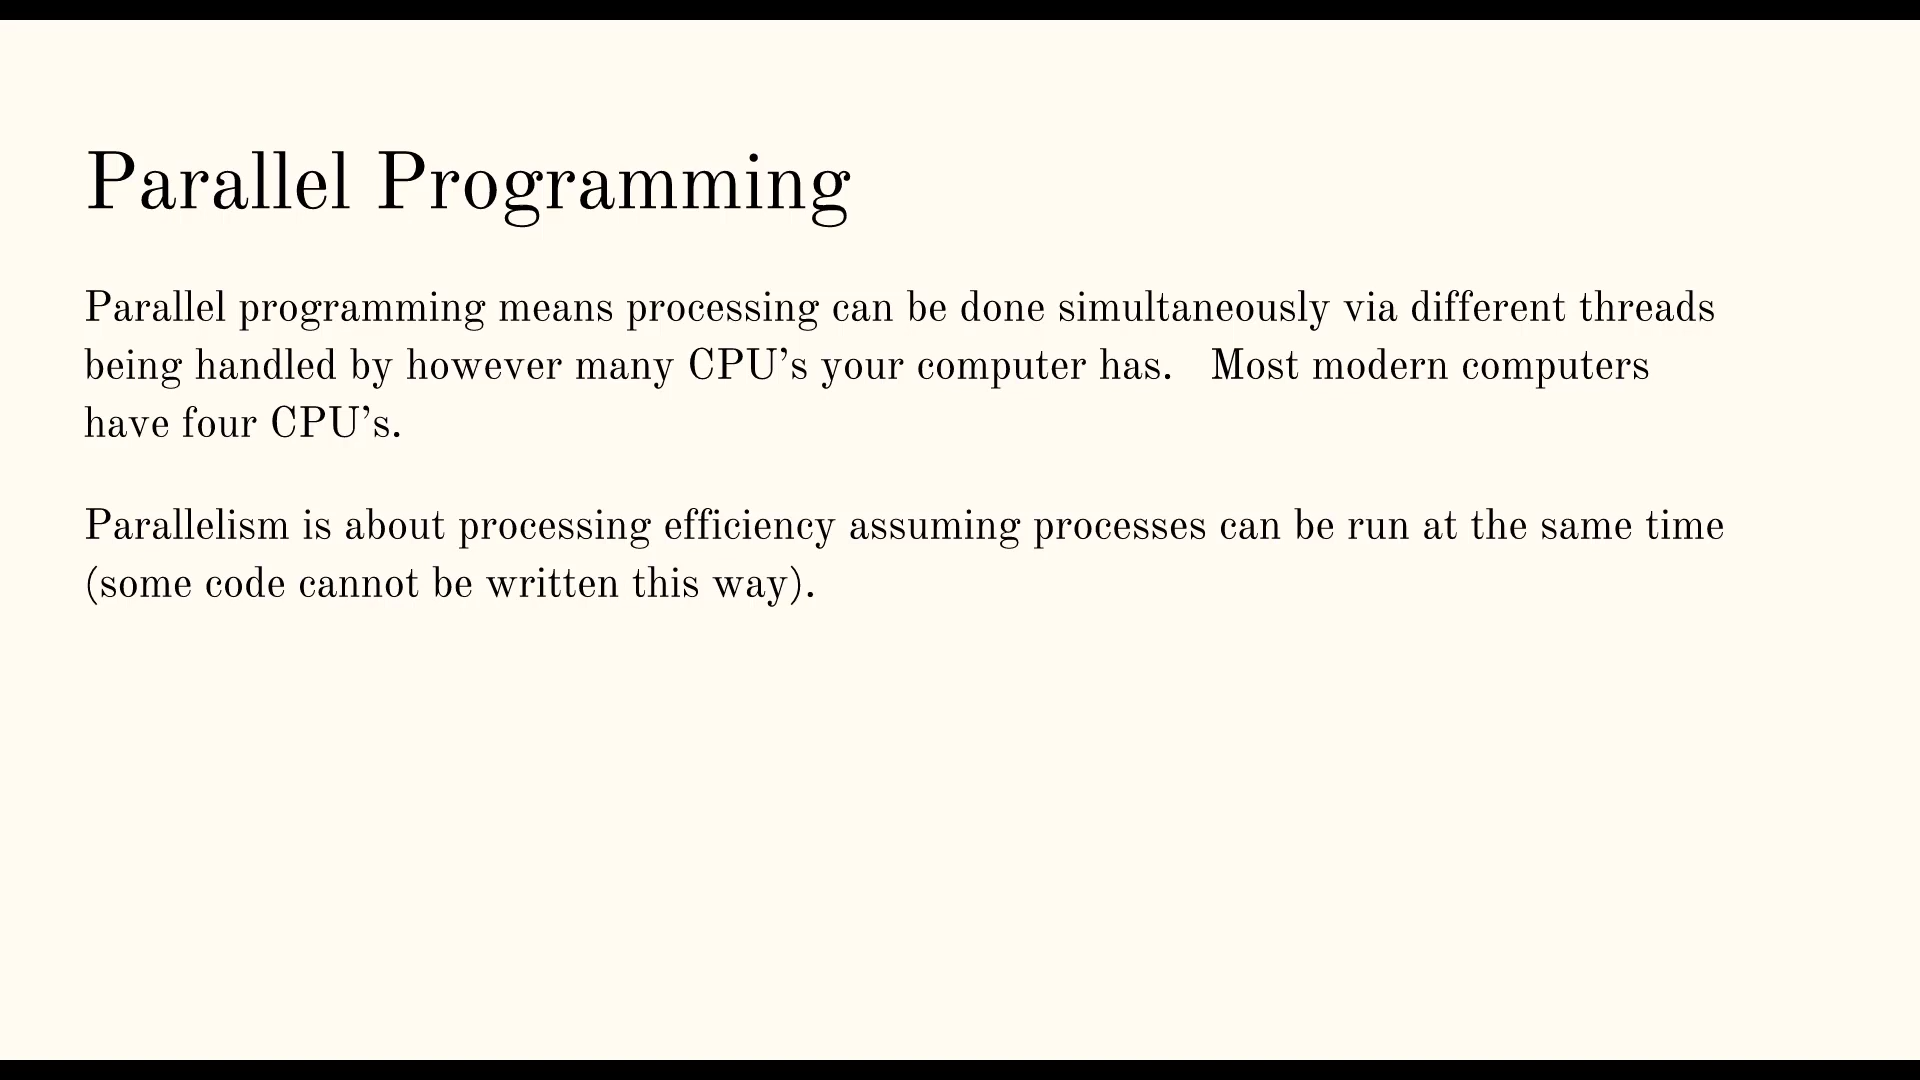 Parallel Programming
Parallel programming means processing can be done simultaneously via different threads
being handled by however many CPU’s your computer has.   Most modern computers
have four CPU’s.
Parallelism is about processing efficiency assuming processes can be run at the same time
(some code cannot be written this way).